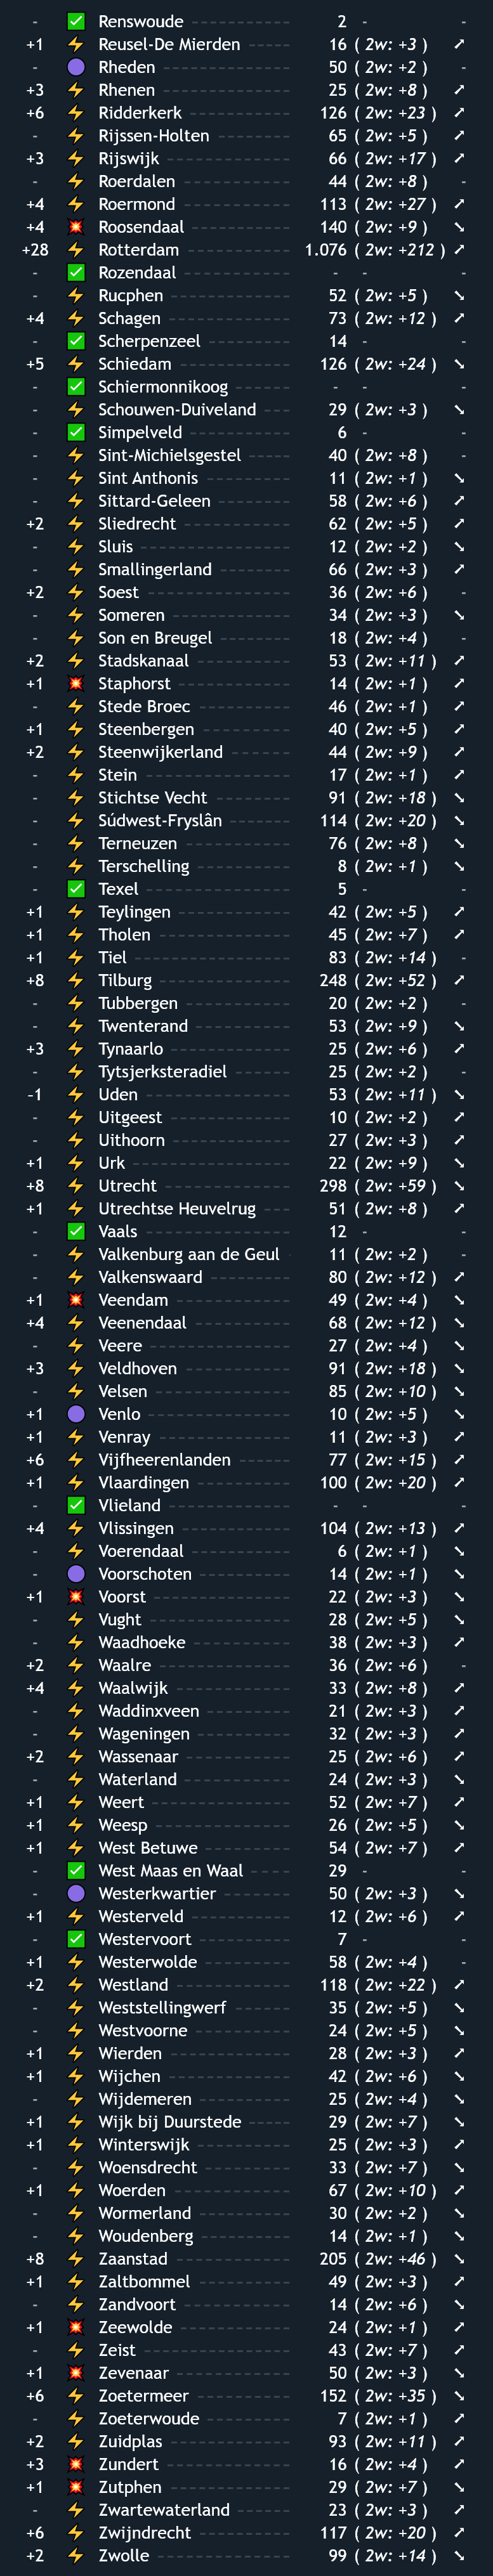 - ✅ Renswoude 2 - -
+1 ⚡ Reusel-De Mierden 16 ( 2w: +3 ) ➚
- 🟣 Rheden 50 ( 2w: +2 ) -
+3 ⚡ Rhenen 25 ( 2w: +8 ) ➚
+6 ⚡ Ridderkerk 126 ( 2w: +23 ) ➚
- ⚡ Rijssen-Holten 65 ( 2w: +5 ) ➚
+3 ⚡ Rijswijk 66 ( 2w: +17 ) ➚
- ⚡ Roerdalen 44 ( 2w: +8 ) -
+4 ⚡ Roermond 113 ( 2w: +27 ) ➚
+4 💥 Roosendaal 140 ( 2w: +9 ) ➘
+28 ⚡ Rotterdam 1.076 ( 2w: +212 ) ➚
- ✅ Rozendaal - - -
- ⚡ Rucphen 52 ( 2w: +5 ) ➘
+4 ⚡ Schagen 73 ( 2w: +12 ) ➚
- ✅ Scherpenzeel 14 - -
+5 ⚡ Schiedam 126 ( 2w: +24 ) ➘
- ✅ Schiermonnikoog - - -
- ⚡ Schouwen-Duiveland 29 ( 2w: +3 ) ➘
- ✅ Simpelveld 6 - -
- ⚡ Sint-Michielsgestel 40 ( 2w: +8 ) -
- ⚡ Sint Anthonis 11 ( 2w: +1 ) ➘
- ⚡ Sittard-Geleen 58 ( 2w: +6 ) ➚
+2 ⚡ Sliedrecht 62 ( 2w: +5 ) ➚
- ⚡ Sluis 12 ( 2w: +2 ) ➘
- ⚡ Smallingerland 66 ( 2w: +3 ) ➚
+2 ⚡ Soest 36 ( 2w: +6 ) -
- ⚡ Someren 34 ( 2w: +3 ) ➘
- ⚡ Son en Breugel 18 ( 2w: +4 ) -
+2 ⚡ Stadskanaal 53 ( 2w: +11 ) ➚
+1 💥 Staphorst 14 ( 2w: +1 ) ➚
- ⚡ Stede Broec 46 ( 2w: +1 ) ➚
+1 ⚡ Steenbergen 40 ( 2w: +5 ) ➚
+2 ⚡ Steenwijkerland 44 ( 2w: +9 ) ➚
- ⚡ Stein 17 ( 2w: +1 ) ➚
- ⚡ Stichtse Vecht 91 ( 2w: +18 ) ➘
- ⚡ Súdwest-Fryslân 114 ( 2w: +20 ) ➘
- ⚡ Terneuzen 76 ( 2w: +8 ) ➘
- ⚡ Terschelling 8 ( 2w: +1 ) ➘
- ✅ Texel 5 - -
+1 ⚡ Teylingen 42 ( 2w: +5 ) ➚
+1 ⚡ Tholen 45 ( 2w: +7 ) ➚
+1 ⚡ Tiel 83 ( 2w: +14 ) -
+8 ⚡ Tilburg 248 ( 2w: +52 ) ➚
- ⚡ Tubbergen 20 ( 2w: +2 ) -
- ⚡ Twenterand 53 ( 2w: +9 ) ➘
+3 ⚡ Tynaarlo 25 ( 2w: +6 ) ➚
- ⚡ Tytsjerksteradiel 25 ( 2w: +2 ) -
-1 ⚡ Uden 53 ( 2w: +11 ) ➘
- ⚡ Uitgeest 10 ( 2w: +2 ) ➚
- ⚡ Uithoorn 27 ( 2w: +3 ) ➚
+1 ⚡ Urk 22 ( 2w: +9 ) ➘
+8 ⚡ Utrecht 298 ( 2w: +59 ) ➘
+1 ⚡ Utrechtse Heuvelrug 51 ( 2w: +8 ) ➚
- ✅ Vaals 12 - -
- ⚡ Valkenburg aan de Geul 11 ( 2w: +2 ) -
- ⚡ Valkenswaard 80 ( 2w: +12 ) ➚
+1 💥 Veendam 49 ( 2w: +4 ) ➘
+4 ⚡ Veenendaal 68 ( 2w: +12 ) ➘
- ⚡ Veere 27 ( 2w: +4 ) ➘
+3 ⚡ Veldhoven 91 ( 2w: +18 ) ➘
- ⚡ Velsen 85 ( 2w: +10 ) ➘
+1 🟣 Venlo 10 ( 2w: +5 ) ➘
+1 ⚡ Venray 11 ( 2w: +3 ) ➚
+6 ⚡ Vijfheerenlanden 77 ( 2w: +15 ) ➚
+1 ⚡ Vlaardingen 100 ( 2w: +20 ) ➚
- ✅ Vlieland - - -
+4 ⚡ Vlissingen 104 ( 2w: +13 ) ➚
- ⚡ Voerendaal 6 ( 2w: +1 ) ➘
- 🟣 Voorschoten 14 ( 2w: +1 ) ➘
+1 💥 Voorst 22 ( 2w: +3 ) ➘
- ⚡ Vught 28 ( 2w: +5 ) ➘
- ⚡ Waadhoeke 38 ( 2w: +3 ) ➚
+2 ⚡ Waalre 36 ( 2w: +6 ) -
+4 ⚡ Waalwijk 33 ( 2w: +8 ) ➚
- ⚡ Waddinxveen 21 ( 2w: +3 ) ➚
- ⚡ Wageningen 32 ( 2w: +3 ) ➚
+2 ⚡ Wassenaar 25 ( 2w: +6 ) ➚
- ⚡ Waterland 24 ( 2w: +3 ) ➘
+1 ⚡ Weert 52 ( 2w: +7 ) ➚
+1 ⚡ Weesp 26 ( 2w: +5 ) ➘
+1 ⚡ West Betuwe 54 ( 2w: +7 ) ➚
- ✅ West Maas en Waal 29 - -
- 🟣 Westerkwartier 50 ( 2w: +3 ) ➘
+1 ⚡ Westerveld 12 ( 2w: +6 ) ➚
- ✅ Westervoort 7 - -
+1 ⚡ Westerwolde 58 ( 2w: +4 ) -
+2 ⚡ Westland 118 ( 2w: +22 ) ➚
- ⚡ Weststellingwerf 35 ( 2w: +5 ) ➘
- ⚡ Westvoorne 24 ( 2w: +5 ) ➘
+1 ⚡ Wierden 28 ( 2w: +3 ) ➚
+1 ⚡ Wijchen 42 ( 2w: +6 ) ➘
- ⚡ Wijdemeren 25 ( 2w: +4 ) ➘
+1 ⚡ Wijk bij Duurstede 29 ( 2w: +7 ) ➘
+1 ⚡ Winterswijk 25 ( 2w: +3 ) ➚
- ⚡ Woensdrecht 33 ( 2w: +7 ) ➘
+1 ⚡ Woerden 67 ( 2w: +10 ) ➚
- ⚡ Wormerland 30 ( 2w: +2 ) ➘
- ⚡ Woudenberg 14 ( 2w: +1 ) ➘
+8 ⚡ Zaanstad 205 ( 2w: +46 ) ➘
+1 ⚡ Zaltbommel 49 ( 2w: +3 ) ➚
- ⚡ Zandvoort 14 ( 2w: +6 ) ➘
+1 💥 Zeewolde 24 ( 2w: +1 ) ➚
- ⚡ Zeist 43 ( 2w: +7 ) ➚
+1 💥 Zevenaar 50 ( 2w: +3 ) ➘
+6 ⚡ Zoetermeer 152 ( 2w: +35 ) ➘
- ⚡ Zoeterwoude 7 ( 2w: +1 ) ➚
+2 ⚡ Zuidplas 93 ( 2w: +11 ) ➚
+3 💥 Zundert 16 ( 2w: +4 ) ➚
+1 💥 Zutphen 29 ( 2w: +7 ) ➘
- ⚡ Zwartewaterland 23 ( 2w: +3 ) ➚
+6 ⚡ Zwijndrecht 117 ( 2w: +20 ) ➚
+2 ⚡ Zwolle 99 ( 2w: +14 ) ➘